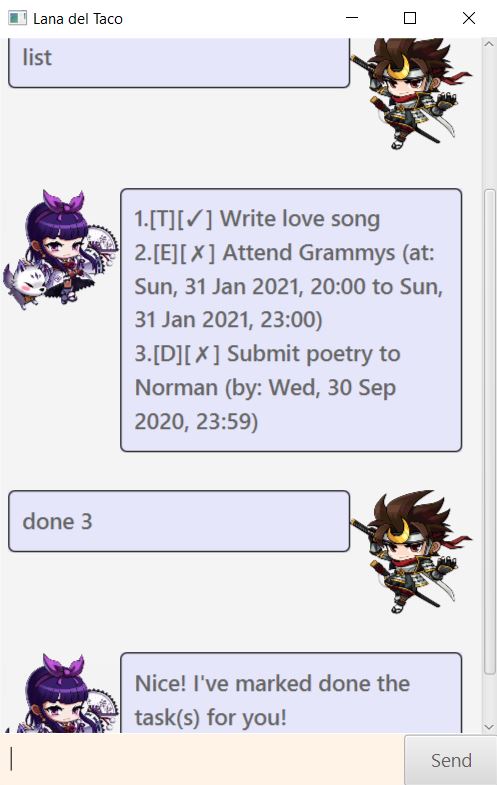 Lana del Taco
list
1.[T][✓] Write love song
2.[E][✗] Attend Grammys (at:
Sun, 31 Jan 2021, 20:00 to Sun,
31 Jan 2021, 23:00)
3.[D][✗] Submit poetry to
Norman (by: Wed, 30 Sep
2020, 23:59)
done 3
Nice! I've marked done the
task(s) for you!
Send